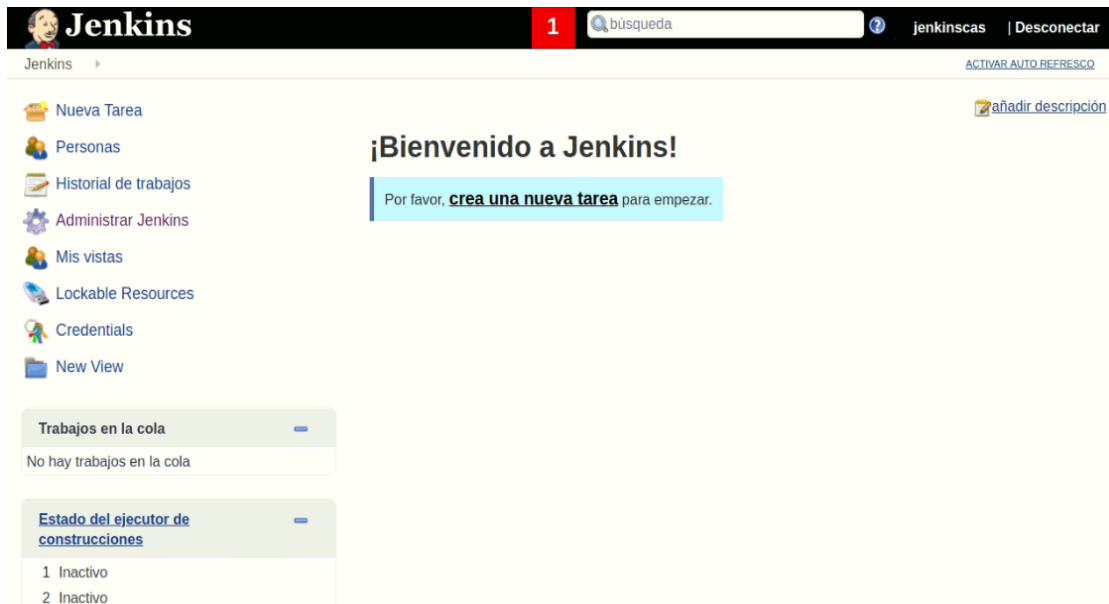 Jenkins
1
búsqueda
jenkinscas | Desconectar
Jenkins
ACTIVAR AUTO REFRESCO
añadir descripción
Nueva Tarea
Personas
Historial de trabajos
Administrar Jenkins
Mis vistas
Lockable Resources
Credentials
New View
¡Bienvenido a Jenkins!
Por favor, crea una nueva tarea para empezar.
Trabajos en la cola
No hay trabajos en la cola
Estado del ejecutor de
construcciones
1 Inactivo
2 Inactivo